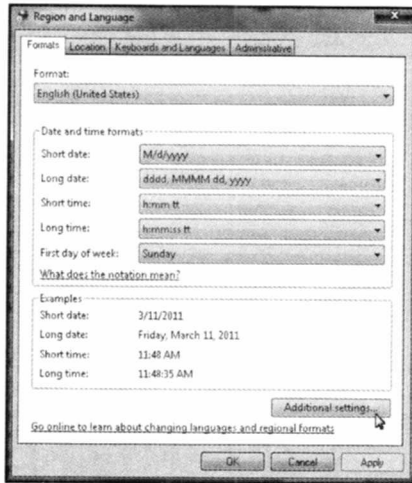 Region and Language
Formats Location Keyboards and Languages Administrative
Format:
English (United States)
Date and time formats
Short date: M/d/yyyy
Long date: dddd, MMMM dd, yyyy
Short time: h:mm tt
Long time: h:mm:ss tt
First day of week: Sunday
What does the notation mean?
Examples
Short date: 3/11/2011
Long date: Friday, March 11, 2011
Short time: 11:48 AM
Long time: 11:48:35 AM
Additional settings...
Go online to learn about changing languages and regional formats
OK Cancel Apply